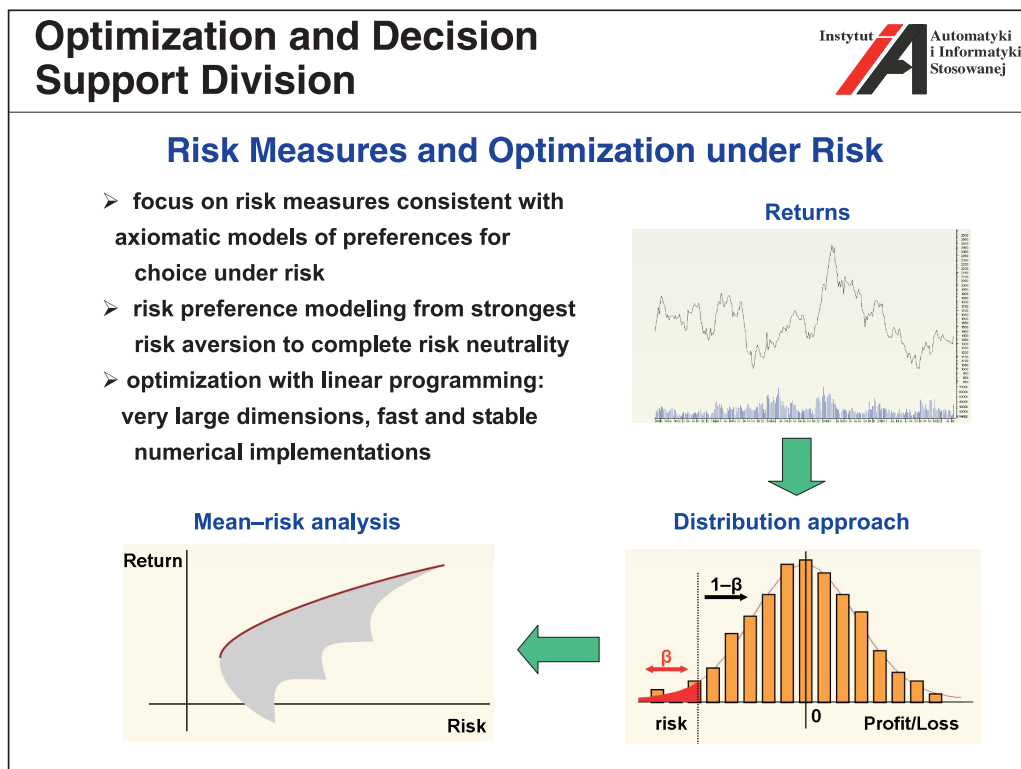 Optimization and Decision
Support Division
Instytut
Automatyki
i Informatyki
Stosowanej
Risk Measures and Optimization under Risk
➢ focus on risk measures consistent with
axiomatic models of preferences for
choice under risk
➢ risk preference modeling from strongest
risk aversion to complete risk neutrality
➢ optimization with linear programming:
very large dimensions, fast and stable
numerical implementations
Returns
Mean–risk analysis
Return
Risk
Distribution approach
1–β
β
risk
0
Profit/Loss